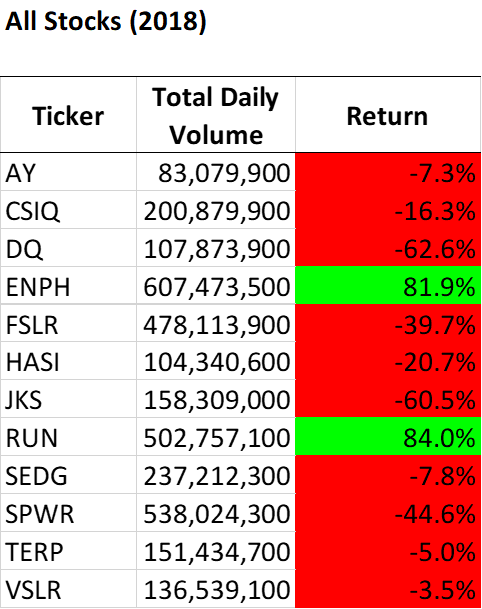 All Stocks (2018)
Ticker Total Daily Volume Return
AY 83,079,900 -7.3%
CSIQ 200,879,900 -16.3%
DQ 107,873,900 -62.6%
ENPH 607,473,500 81.9%
FSLR 478,113,900 -39.7%
HASI 104,340,600 -20.7%
JKS 158,309,000 -60.5%
RUN 502,757,100 84.0%
SEDG 237,212,300 -7.8%
SPWR 538,024,300 -44.6%
TERP 151,434,700 -5.0%
VSLR 136,539,100 -3.5%